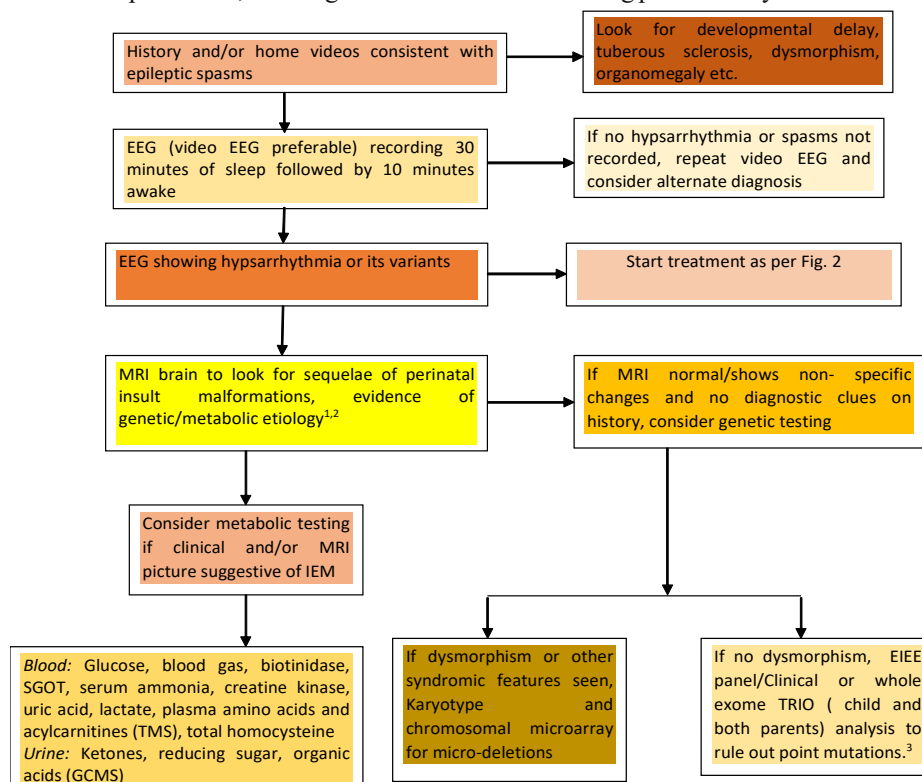 History and/or home videos consistent with
epileptic spasms
Look for developmental delay,
tuberous sclerosis, dysmorphism,
organomegaly etc.
EEG (video EEG preferable) recording 30
minutes of sleep followed by 10 minutes
awake
If no hypsarrhythmia or spasms not
recorded, repeat video EEG and
consider alternate diagnosis
EEG showing hypsarrhythmia or its variants
Start treatment as per Fig. 2
MRI brain to look for sequelae of perinatal
insult malformations, evidence of
genetic/metabolic etiology1,2
If MRI normal/shows non- specific
changes and no diagnostic clues on
history, consider genetic testing
Consider metabolic testing
if clinical and/or MRI
picture suggestive of IEM
Blood: Glucose, blood gas, biotinidase,
SGOT, serum ammonia, creatine kinase,
uric acid, lactate, plasma amino acids and
acylcarnitines (TMS), total homocysteine
Urine: Ketones, reducing sugar, organic
acids (GCMS)
If dysmorphism or other
syndromic features seen,
Karyotype and
chromosomal microarray
for micro-deletions
If no dysmorphism, EIEE
panel/Clinical or whole
exome TRIO ( child and
both parents) analysis to
rule out point mutations.3